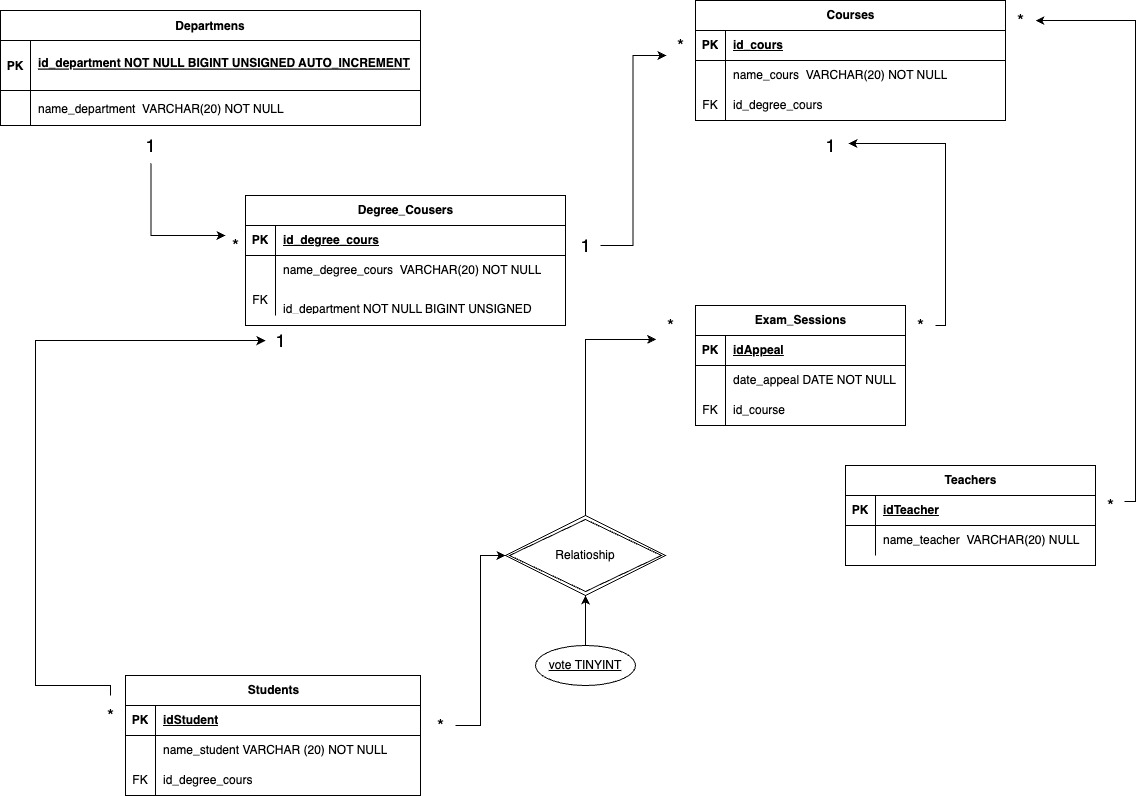 Departmens
PK id_department NOT NULL BIGINT UNSIGNED AUTO_INCREMENT
name_department VARCHAR(20) NOT NULL
1
*
Degree_Cousers
PK id_degree_cours
name_degree_cours VARCHAR(20) NOT NULL
FK id_department NOT NULL BIGINT UNSIGNED
1
1
*
Courses
PK id_cours
name_cours VARCHAR(20) NOT NULL
FK id_degree_cours
*
1
*
Exam_Sessions
PK idAppeal
date_appeal DATE NOT NULL
FK id_course
*
Teachers
PK idTeacher
name_teacher VARCHAR(20) NULL
*
Relatioship
vote TINYINT
*
Students
PK idStudent
name_student VARCHAR (20) NOT NULL
FK id_degree_cours
*